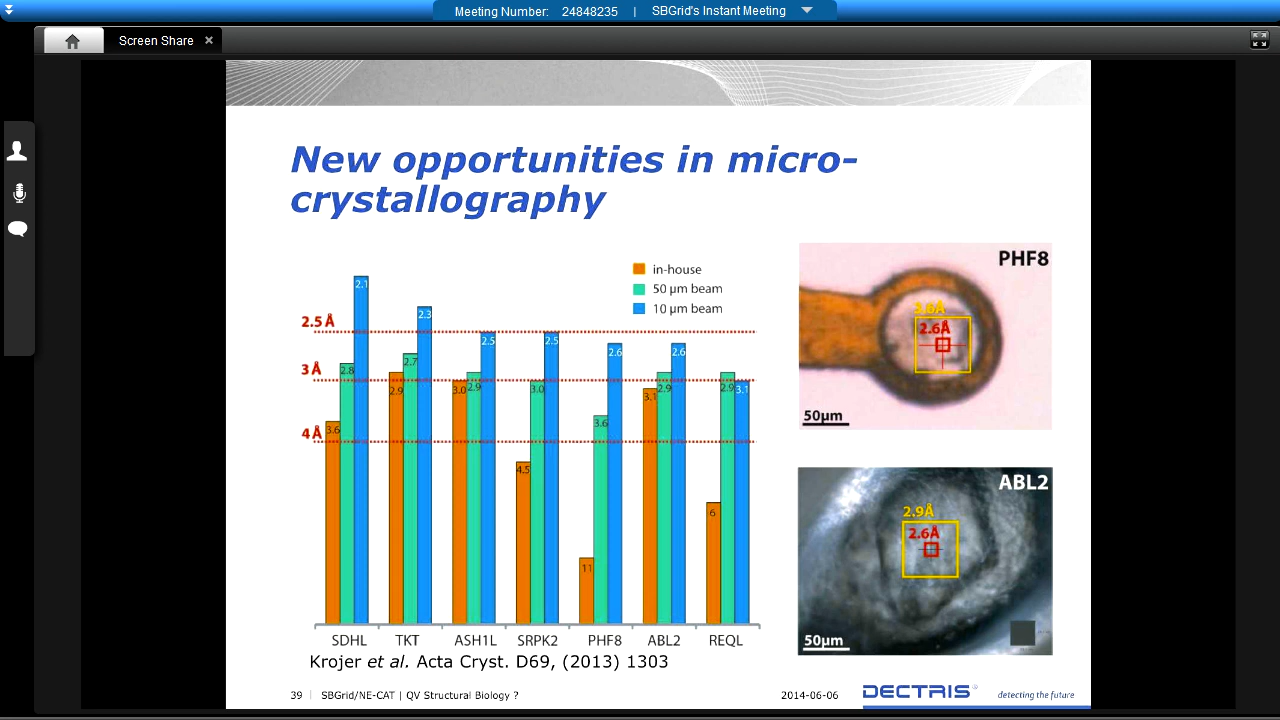 Meeting Number: 24848235 | SBGrid's Instant Meeting
Screen Share ×
New opportunities in micro-
crystallography
in-house
50 µm beam
10 µm beam
2.5 Å
3 Å
4 Å
3.6 2.8 2.1
2.9 2.7 2.3
3.0 2.9 2.5
4.5 3.0 2.5
11 3.6 2.6
3.1 2.9 2.6
6 2.9 3.1
SDHL TKT ASH1L SRPK2 PHF8 ABL2 REQL
Krojer et al. Acta Cryst. D69, (2013) 1303
PHF8
3.6Å
2.6Å
50µm
ABL2
2.9Å
2.6Å
50µm
39 | SBGrid/NE-CAT | QV Structural Biology ?
2014-06-06
DECTRIS®
detecting the future